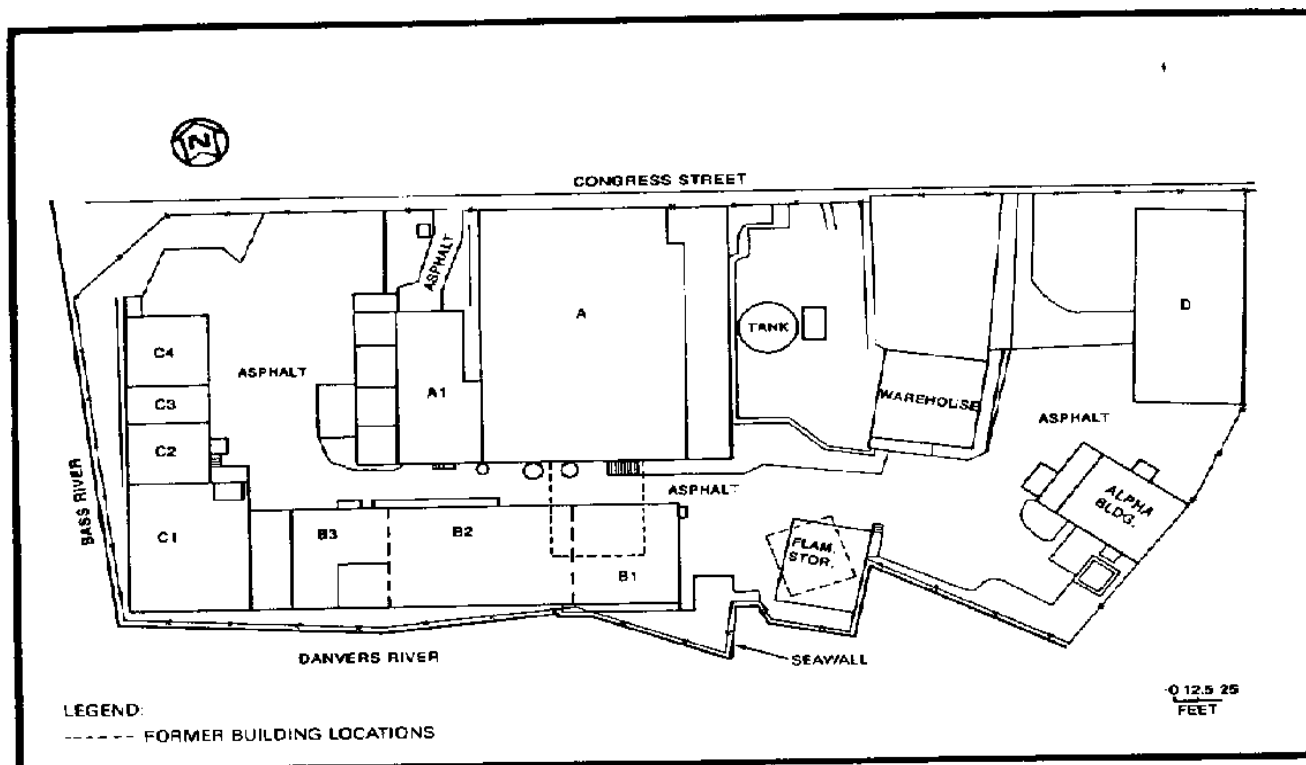 N
CONGRESS STREET
ASPHALT
A
TANK
D
C4
ASPHALT
C3
A1
WAREHOUSE
ASPHALT
C2
BASS RIVER
ASPHALT
ALPHA
BLDG.
C1
B3
B2
FLAM.
STOR.
B1
DANVERS RIVER
SEAWALL
0 12.5 25
FEET
LEGEND:
------ FORMER BUILDING LOCATIONS